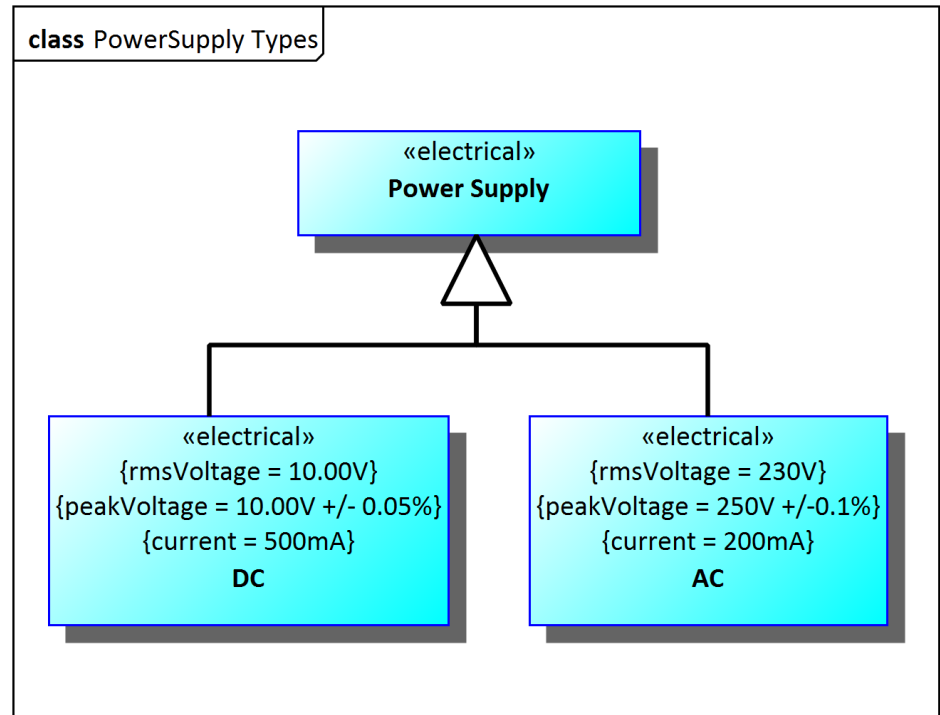 class PowerSupply Types
«electrical»
Power Supply
«electrical»
{rmsVoltage = 10.00V}
{peakVoltage = 10.00V +/- 0.05%}
{current = 500mA}
DC
«electrical»
{rmsVoltage = 230V}
{peakVoltage = 250V +/-0.1%}
{current = 200mA}
AC